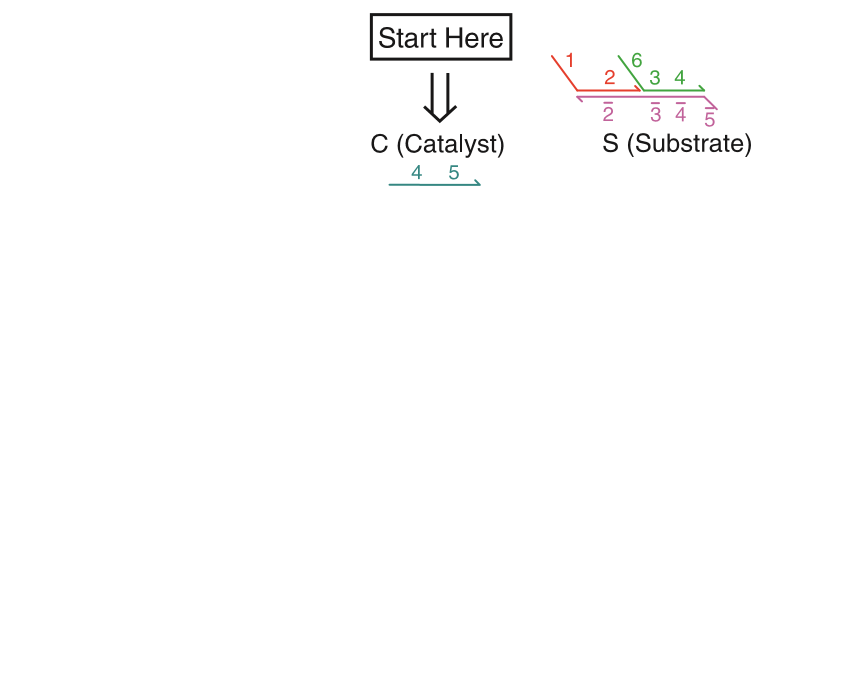 Start Here
C (Catalyst)
4 5
1
6
2
3 4
2̅ 3̅ 4̅ 5̅
S (Substrate)